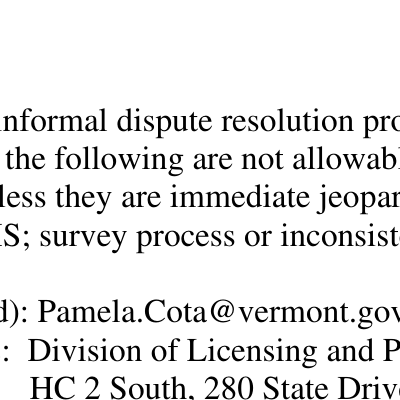 informal dispute resolution pro
the following are not allowabl
less they are immediate jeopar
IS; survey process or inconsist
d): Pamela.Cota@vermont.gov
: Division of Licensing and P
HC 2 South, 280 State Drive